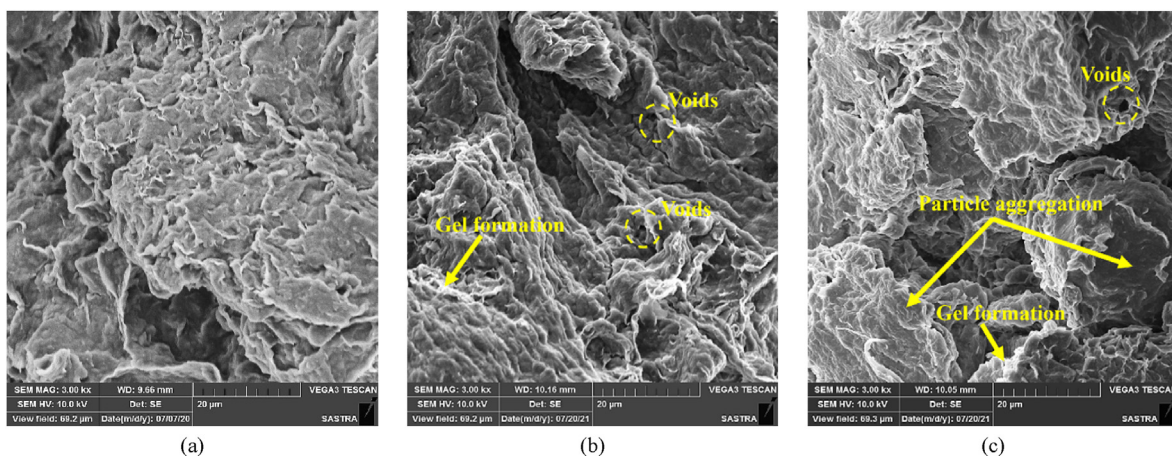 Voids
Voids
Gel formation
Voids
Particle aggregation
Gel formation
SEM MAG: 3.00 kx WD: 9.66 mm VEGA3 TESCAN
SEM HV: 10.0 kV Det: SE 20 µm
View field: 69.2 µm Date(m/d/y): 07/07/20 SASTRA
SEM MAG: 3.00 kx WD: 10.16 mm VEGA3 TESCAN
SEM HV: 10.0 kV Det: SE 20 µm
View field: 69.2 µm Date(m/d/y): 07/20/21 SASTRA
SEM MAG: 3.00 kx WD: 10.05 mm VEGA3 TESCAN
SEM HV: 10.0 kV Det: SE 20 µm
View field: 69.3 µm Date(m/d/y): 07/20/21 SASTRA
(a)
(b)
(c)